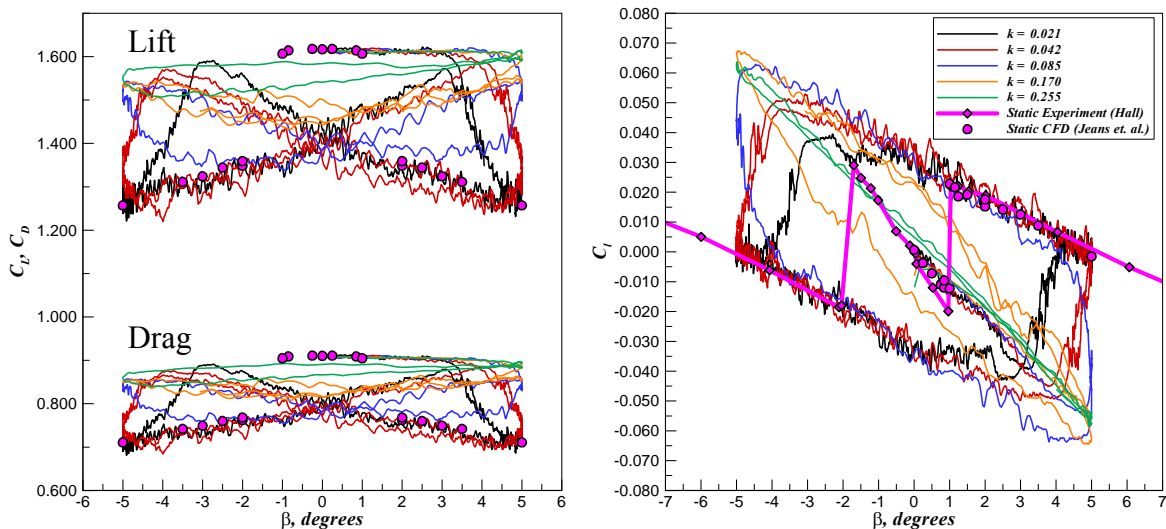 Lift
Drag
C_L, C_D
1.600
1.400
1.200
1.000
0.800
0.600
-6 -5 -4 -3 -2 -1 0 1 2 3 4 5 6
β, degrees
k = 0.021
k = 0.042
k = 0.085
k = 0.170
k = 0.255
Static Experiment (Hall)
Static CFD (Jeans et. al.)
C_l
0.080
0.070
0.060
0.050
0.040
0.030
0.020
0.010
0.000
-0.010
-0.020
-0.030
-0.040
-0.050
-0.060
-0.070
-0.080
-7 -6 -5 -4 -3 -2 -1 0 1 2 3 4 5 6 7
β, degrees